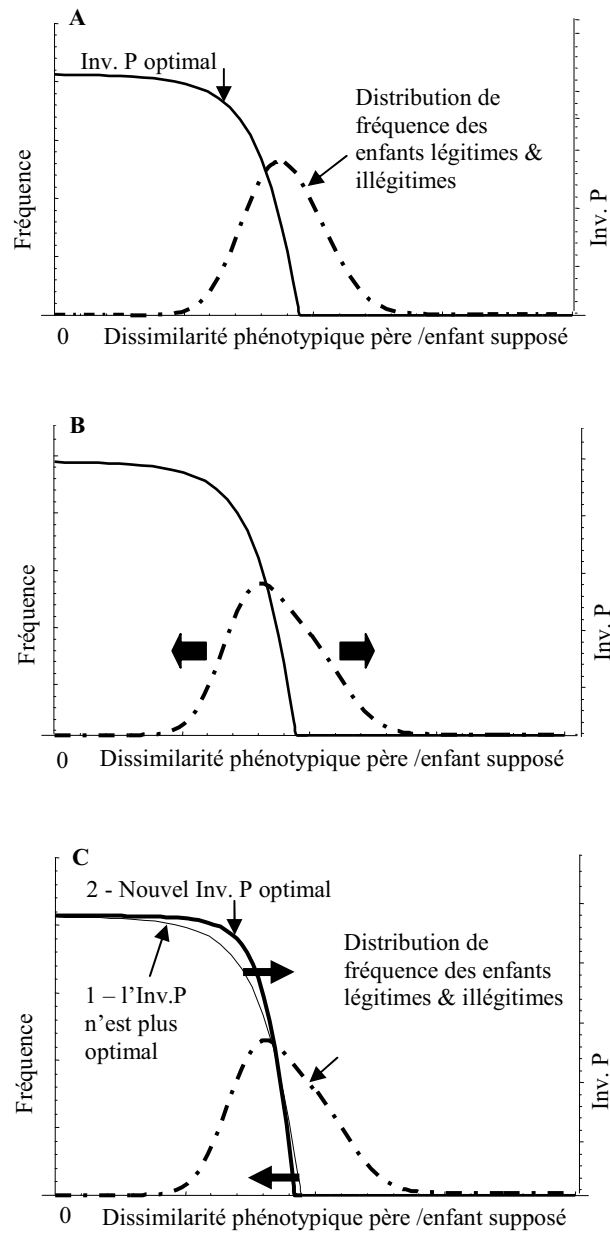 A
Inv. P optimal
Distribution de
fréquence des
enfants légitimes &
illégitimes
Fréquence
Inv. P
0 Dissimilarité phénotypique père /enfant supposé
B
Fréquence
Inv. P
0 Dissimilarité phénotypique père /enfant supposé
C
2 - Nouvel Inv. P optimal
Distribution de
fréquence des enfants
légitimes & illégitimes
1 – l’Inv.P
n’est plus
optimal
Fréquence
Inv. P
0 Dissimilarité phénotypique père /enfant supposé